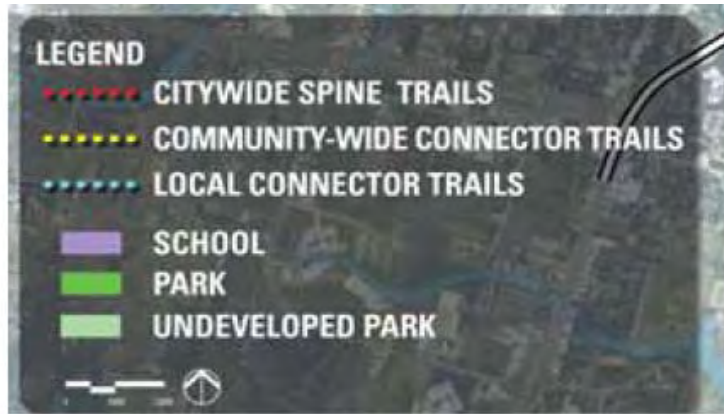 LEGEND
CITYWIDE SPINE TRAILS
COMMUNITY-WIDE CONNECTOR TRAILS
LOCAL CONNECTOR TRAILS
SCHOOL
PARK
UNDEVELOPED PARK